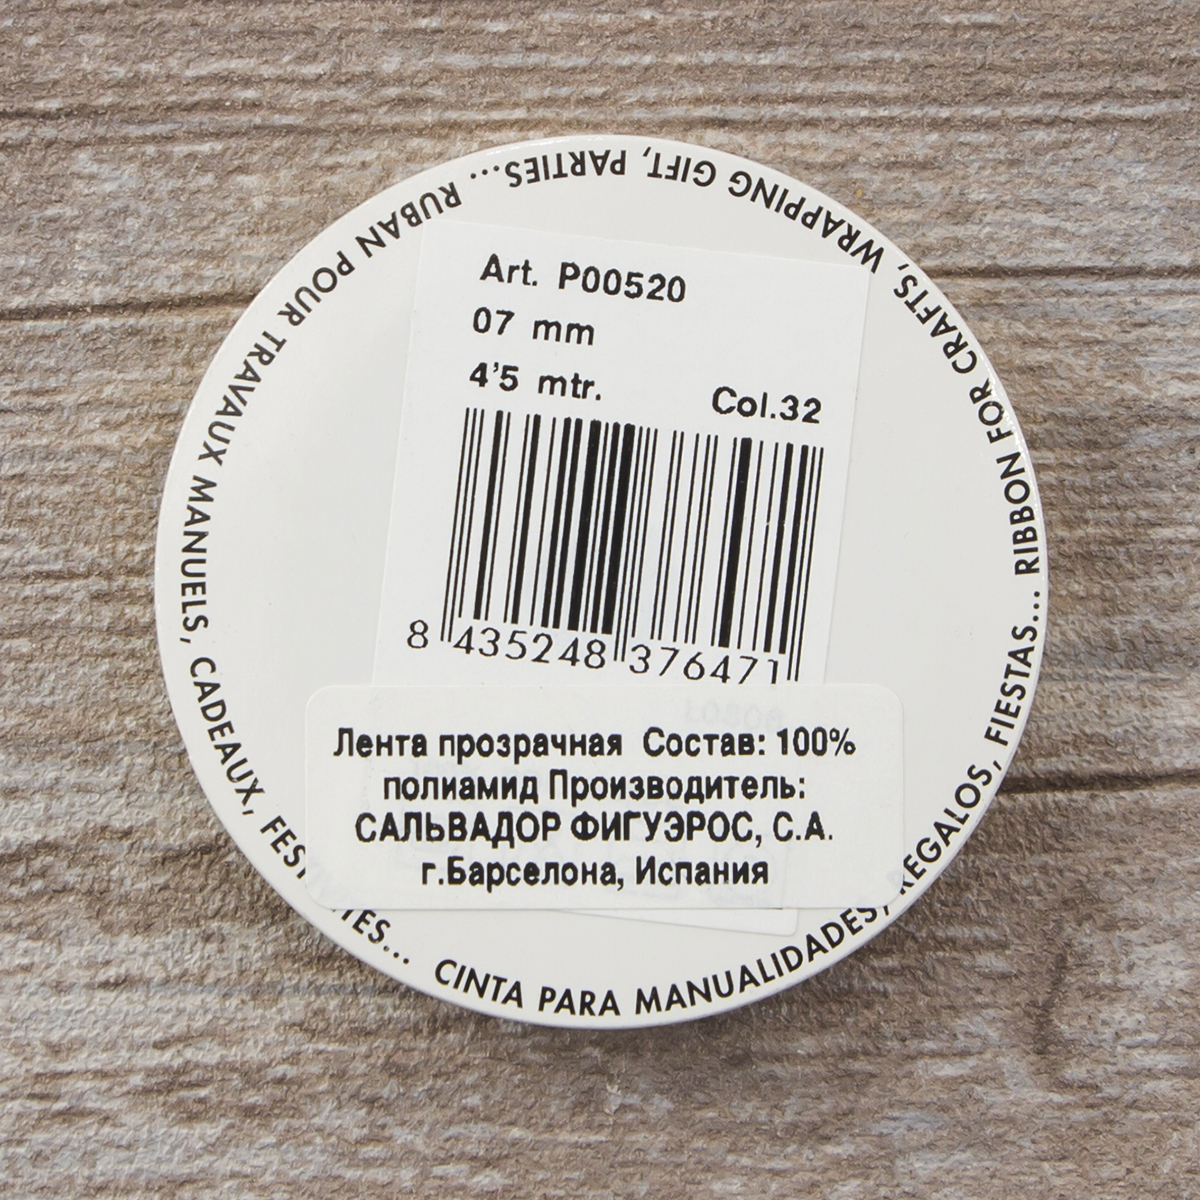 Art. P00520
07 mm
4'5 mtr.
Col.32
8 435248 376471
Лента прозрачная Состав: 100%
полиамид Производитель:
САЛЬВАДОР ФИГУЭРОС, С.А.
г.Барселона, Испания
RUBAN POUR TRAVAUX MANUELS, CADEAUX,
CINTA PARA MANUALIDADES, REGALOS, FIESTAS...
RIBBON FOR CRAFTS, WRAPPING GIFT, PARTIES...